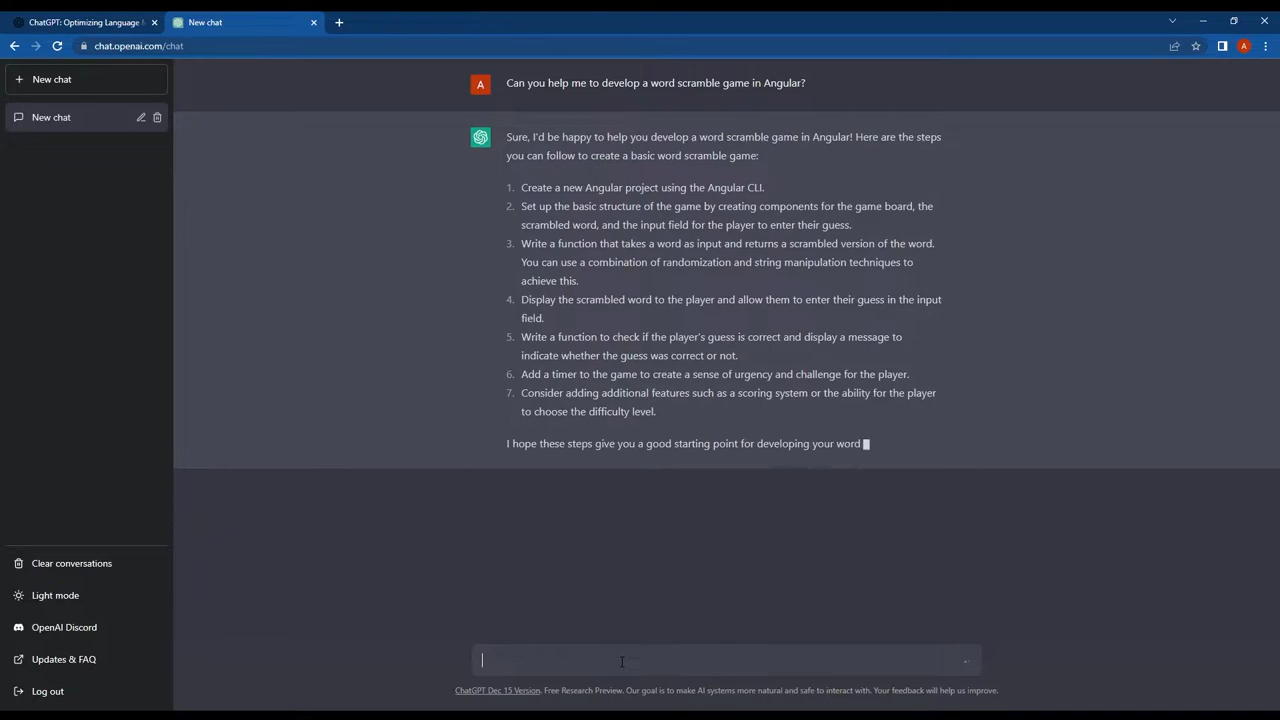 ChatGPT: Optimizing Language
New chat
chat.openai.com/chat
A
New chat
New chat
A
Can you help me to develop a word scramble game in Angular?
Sure, I'd be happy to help you develop a word scramble game in Angular! Here are the steps
you can follow to create a basic word scramble game:
1. Create a new Angular project using the Angular CLI.
2. Set up the basic structure of the game by creating components for the game board, the
scrambled word, and the input field for the player to enter their guess.
3. Write a function that takes a word as input and returns a scrambled version of the word.
You can use a combination of randomization and string manipulation techniques to
achieve this.
4. Display the scrambled word to the player and allow them to enter their guess in the input
field.
5. Write a function to check if the player's guess is correct and display a message to
indicate whether the guess was correct or not.
6. Add a timer to the game to create a sense of urgency and challenge for the player.
7. Consider adding additional features such as a scoring system or the ability for the player
to choose the difficulty level.
I hope these steps give you a good starting point for developing your word
Clear conversations
Light mode
OpenAI Discord
Updates & FAQ
Log out
ChatGPT Dec 15 Version. Free Research Preview. Our goal is to make AI systems more natural and safe to interact with. Your feedback will help us improve.